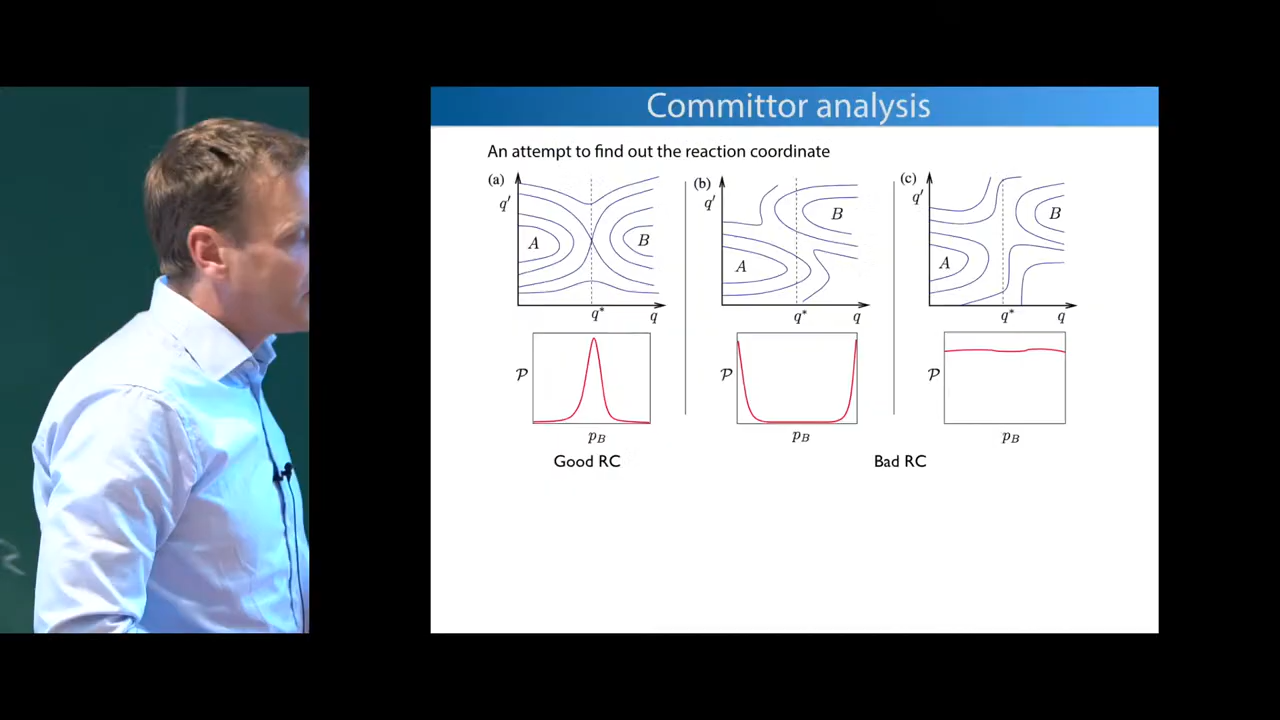 Committor analysis
An attempt to find out the reaction coordinate
(a) (b) (c)
q' q' q'
A B A B A B
q* q q* q q* q
𝒫 𝒫 𝒫
p_B p_B p_B
Good RC Bad RC
R